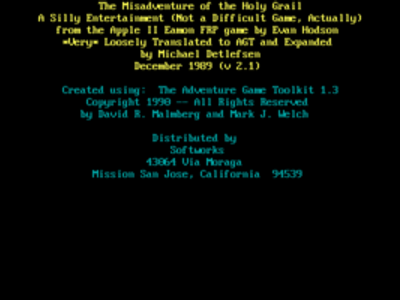 The Misadventure of the Holy Grail
A Silly Entertainment (Not a Difficult Game, Actually)
from the Apple II Eamon FRP game by Evan Hodson
*Very* Loosely Translated to AGT and Expanded
by Michael Detlefsen
December 1989 (v 2.1)
Created using: The Adventure Game Toolkit 1.3
Copyright 1990 -- All Rights Reserved
by David R. Malmberg and Mark J. Welch
Distributed by
Softworks
43064 Via Moraga
Mission San Jose, California 94539